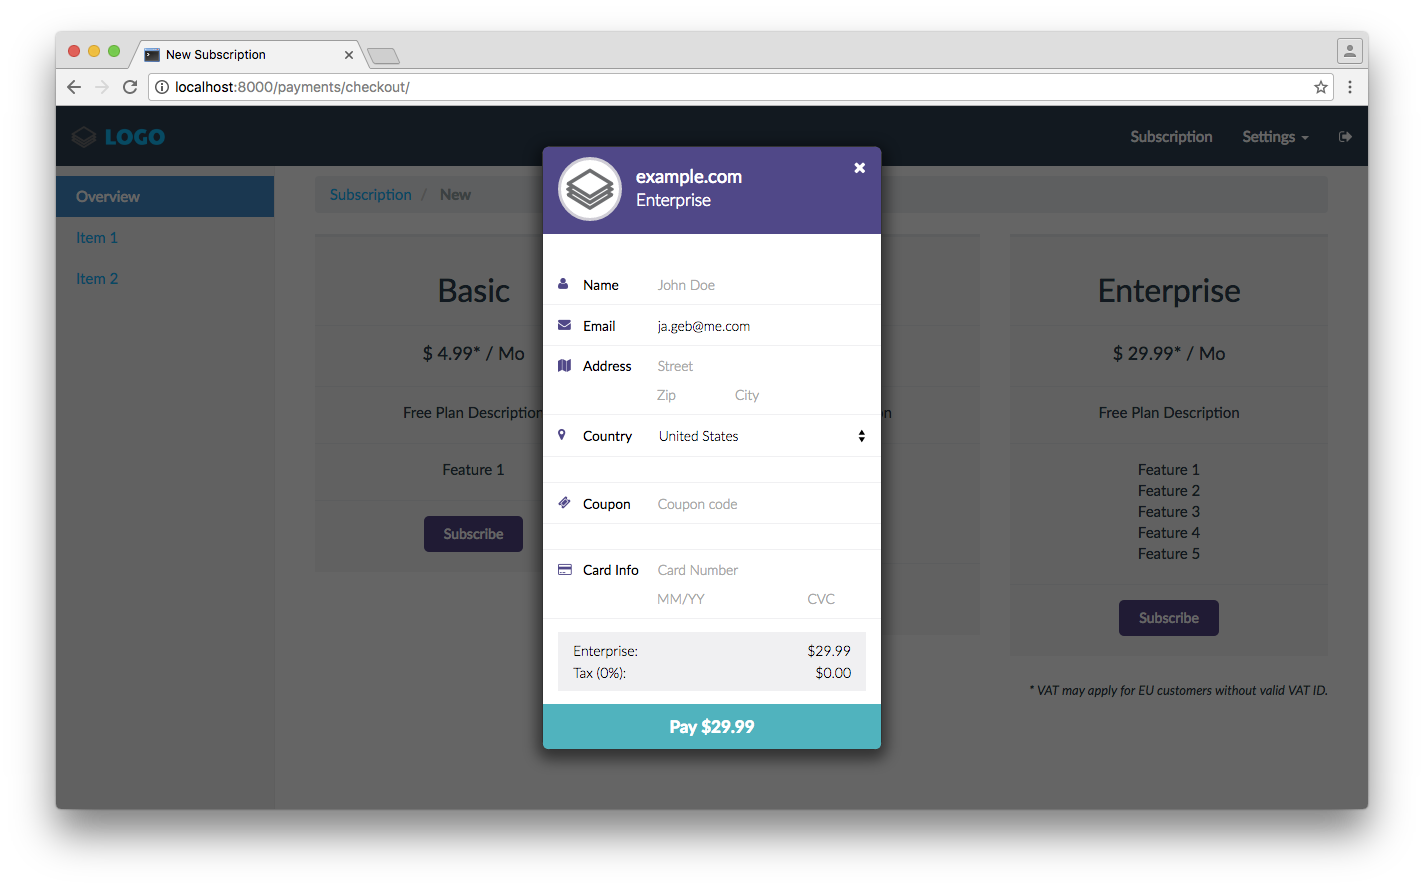 New Subscription
localhost:8000/payments/checkout/
LOGO
Subscription
Settings
Overview
Item 1
Item 2
Subscription / New
Basic
$ 4.99* / Mo
Free Plan Description
Feature 1
Subscribe
example.com
Enterprise
Name John Doe
Email ja.geb@me.com
Address Street
Zip City
Country United States
Coupon Coupon code
Card Info Card Number
MM/YY CVC
Enterprise: $29.99
Tax (0%): $0.00
Pay $29.99
Enterprise
$ 29.99* / Mo
Free Plan Description
Feature 1
Feature 2
Feature 3
Feature 4
Feature 5
Subscribe
* VAT may apply for EU customers without valid VAT ID.